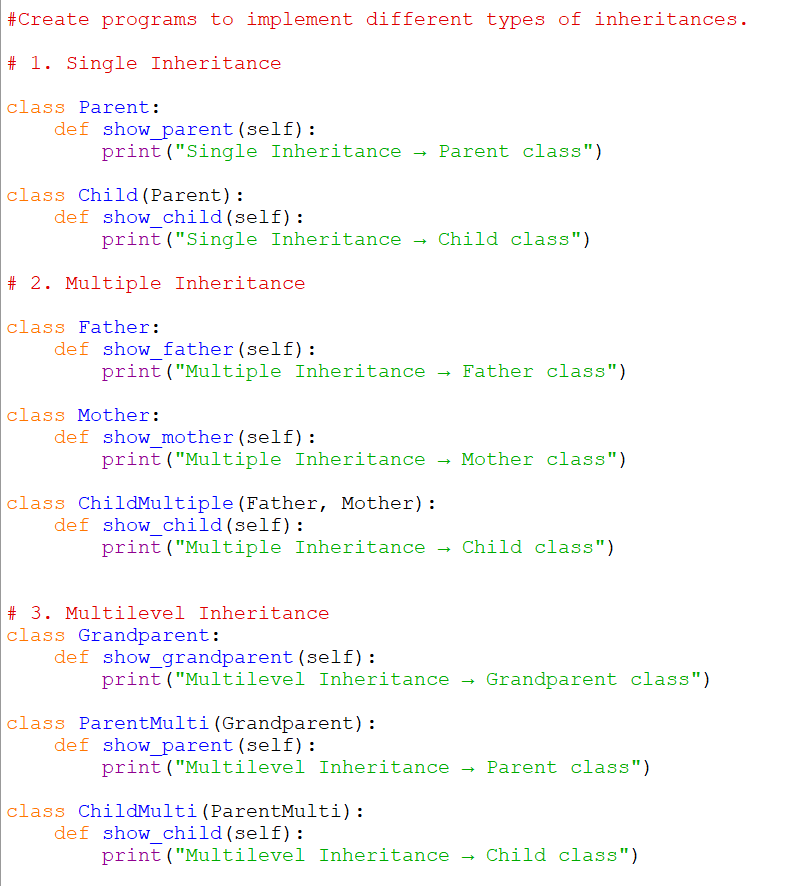 #Create programs to implement different types of inheritances.
# 1. Single Inheritance
class Parent:
    def show_parent(self):
        print("Single Inheritance → Parent class")
class Child(Parent):
    def show_child(self):
        print("Single Inheritance → Child class")
# 2. Multiple Inheritance
class Father:
    def show_father(self):
        print("Multiple Inheritance → Father class")
class Mother:
    def show_mother(self):
        print("Multiple Inheritance → Mother class")
class ChildMultiple(Father, Mother):
    def show_child(self):
        print("Multiple Inheritance → Child class")
# 3. Multilevel Inheritance
class Grandparent:
    def show_grandparent(self):
        print("Multilevel Inheritance → Grandparent class")
class ParentMulti(Grandparent):
    def show_parent(self):
        print("Multilevel Inheritance → Parent class")
class ChildMulti(ParentMulti):
    def show_child(self):
        print("Multilevel Inheritance → Child class")